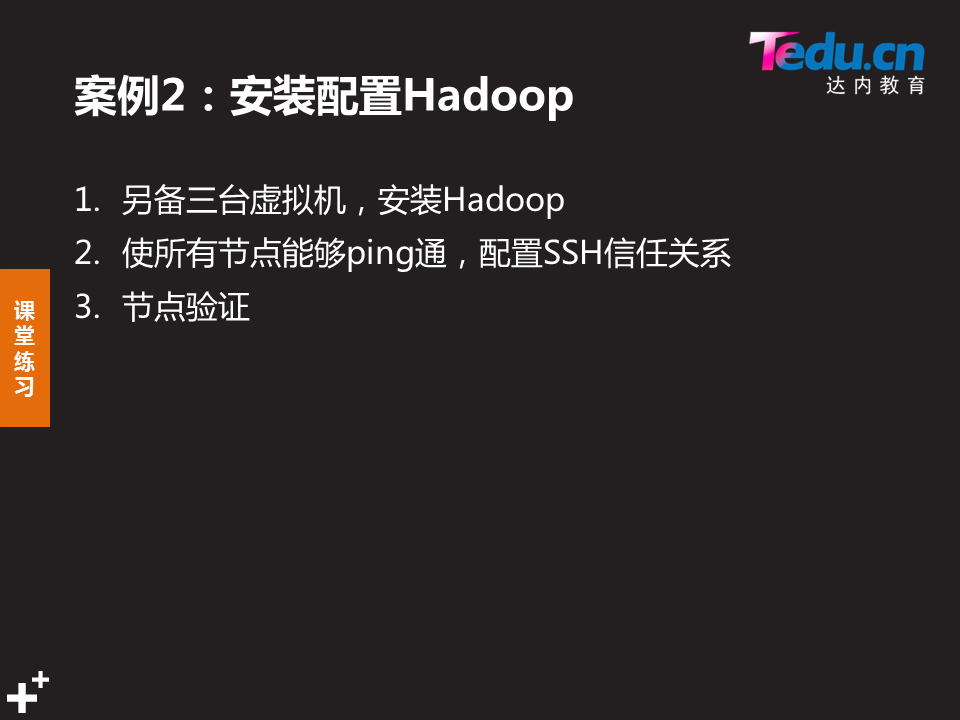 Tedu.cn
达内教育
案例2：安装配置Hadoop
1. 另备三台虚拟机，安装Hadoop
2. 使所有节点能够ping通，配置SSH信任关系
3. 节点验证
课
堂
练
习